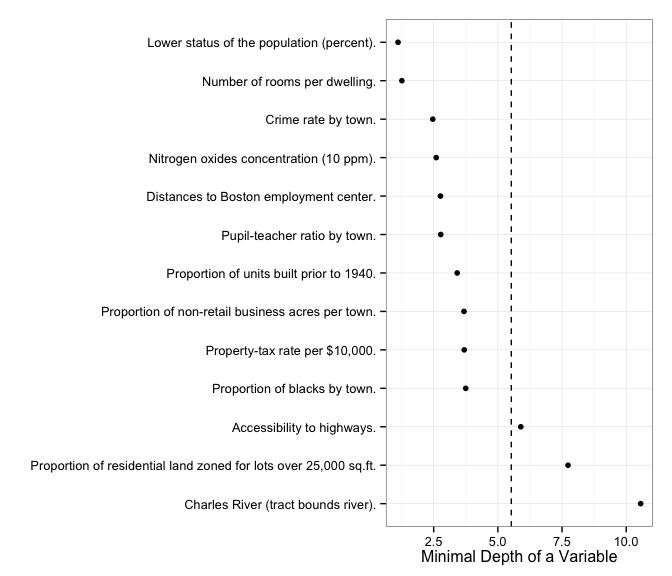 Lower status of the population (percent).
Number of rooms per dwelling.
Crime rate by town.
Nitrogen oxides concentration (10 ppm).
Distances to Boston employment center.
Pupil-teacher ratio by town.
Proportion of units built prior to 1940.
Proportion of non-retail business acres per town.
Property-tax rate per $10,000.
Proportion of blacks by town.
Accessibility to highways.
Proportion of residential land zoned for lots over 25,000 sq.ft.
Charles River (tract bounds river).
2.5 5.0 7.5 10.0
Minimal Depth of a Variable